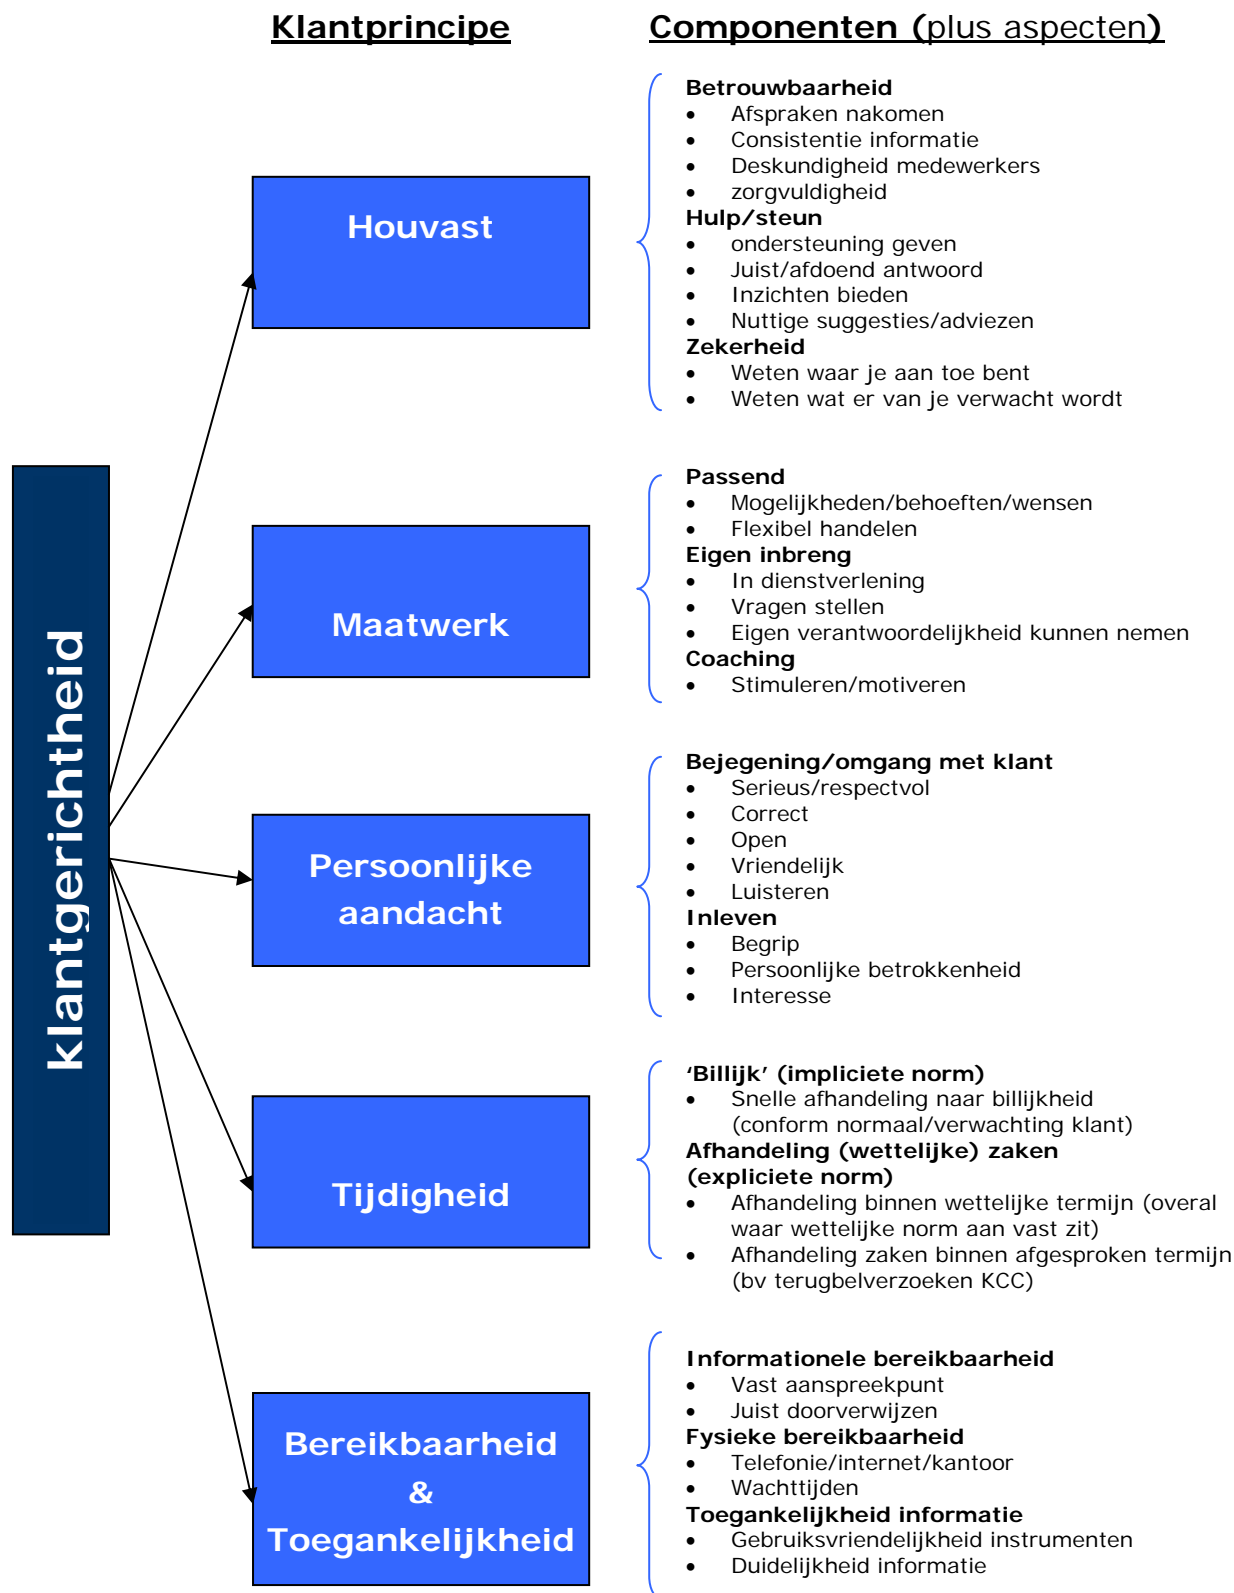 Klantprincipe
Componenten (plus aspecten)
klantgerichtheid
Houvast
Betrouwbaarheid
• Afspraken nakomen
• Consistentie informatie
• Deskundigheid medewerkers
• zorgvuldigheid
Hulp/steun
• ondersteuning geven
• Juist/afdoend antwoord
• Inzichten bieden
• Nuttige suggesties/adviezen
Zekerheid
• Weten waar je aan toe bent
• Weten wat er van je verwacht wordt
Maatwerk
Passend
• Mogelijkheden/behoeften/wensen
• Flexibel handelen
Eigen inbreng
• In dienstverlening
• Vragen stellen
• Eigen verantwoordelijkheid kunnen nemen
Coaching
• Stimuleren/motiveren
Persoonlijke
aandacht
Bejegening/omgang met klant
• Serieus/respectvol
• Correct
• Open
• Vriendelijk
• Luisteren
Inleven
• Begrip
• Persoonlijke betrokkenheid
• Interesse
Tijdigheid
‘Billijk’ (impliciete norm)
• Snelle afhandeling naar billijkheid
(conform normaal/verwachting klant)
Afhandeling (wettelijke) zaken
(expliciete norm)
• Afhandeling binnen wettelijke termijn (overal
waar wettelijke norm aan vast zit)
• Afhandeling zaken binnen afgesproken termijn
(bv terugbelverzoeken KCC)
Bereikbaarheid
&
Toegankelijkheid
Informationele bereikbaarheid
• Vast aanspreekpunt
• Juist doorverwijzen
Fysieke bereikbaarheid
• Telefonie/internet/kantoor
• Wachttijden
Toegankelijkheid informatie
• Gebruiksvriendelijkheid instrumenten
• Duidelijkheid informatie